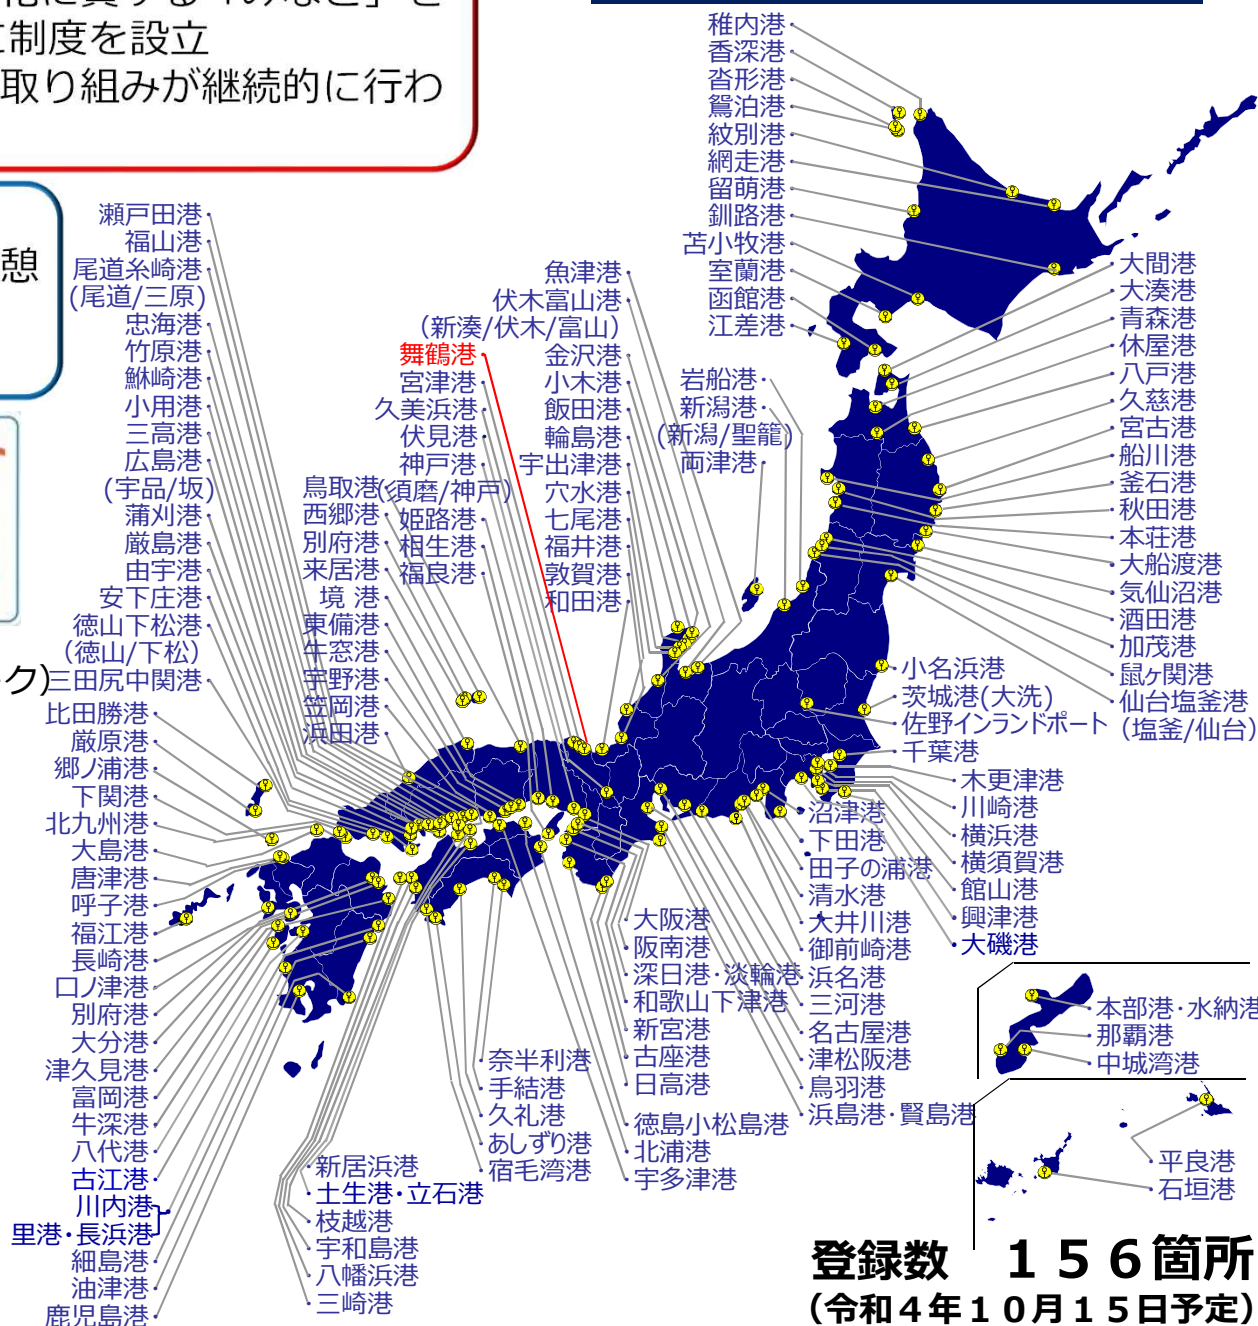 化に資する「みなと」を
に制度を設立
取り組みが継続的に行わ
憩
ク)
稚内港
香深港
沓形港
鴛泊港
紋別港
網走港
留萌港
釧路港
苫小牧港
室蘭港
函館港
江差港
大間港
大湊港
青森港
休屋港
八戸港
久慈港
宮古港
船川港
釜石港
秋田港
本荘港
大船渡港
気仙沼港
酒田港
加茂港
鼠ヶ関港
仙台塩釜港
(塩釜/仙台)
瀬戸田港
福山港
尾道糸崎港
(尾道/三原)
忠海港
竹原港
鮴崎港
小用港
三高港
広島港
(宇品/坂)
蒲刈港
厳島港
由宇港
安下庄港
徳山下松港
(徳山/下松)
三田尻中関港
比田勝港
厳原港
郷ノ浦港
下関港
北九州港
大島港
唐津港
呼子港
福江港
長崎港
口ノ津港
別府港
大分港
津久見港
富岡港
牛深港
八代港
古江港
川内港
里港・長浜港
細島港
油津港
鹿児島港
鳥取港
西郷港
別府港
来居港
境 港
東備港
牛窓港
宇野港
笠岡港
浜田港
舞鶴港
宮津港
久美浜港
伏見港
神戸港
(須磨/神戸)
姫路港
相生港
福良港
魚津港
伏木富山港
(新湊/伏木/富山)
金沢港
小木港
飯田港
輪島港
宇出津港
穴水港
七尾港
福井港
敦賀港
和田港
岩船港
新潟港
(新潟/聖籠)
両津港
小名浜港
茨城港(大洗)
佐野インランドポート
千葉港
木更津港
川崎港
横浜港
横須賀港
館山港
興津港
大磯港
沼津港
下田港
田子の浦港
清水港
大井川港
御前崎港
浜名港
三河港
名古屋港
津松阪港
鳥羽港
浜島港・賢島港
大阪港
阪南港
深日港・淡輪港
和歌山下津港
新宮港
古座港
日高港
徳島小松島港
北浦港
宇多津港
奈半利港
手結港
久礼港
あしずり港
宿毛湾港
新居浜港
土生港・立石港
枝越港
宇和島港
八幡浜港
三崎港
本部港・水納港
那覇港
中城湾港
平良港
石垣港
登録数 １５６箇所
(令和４年１０月１５日予定)